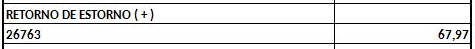 RETORNO DE ESTORNO ( + )
26763 67,97